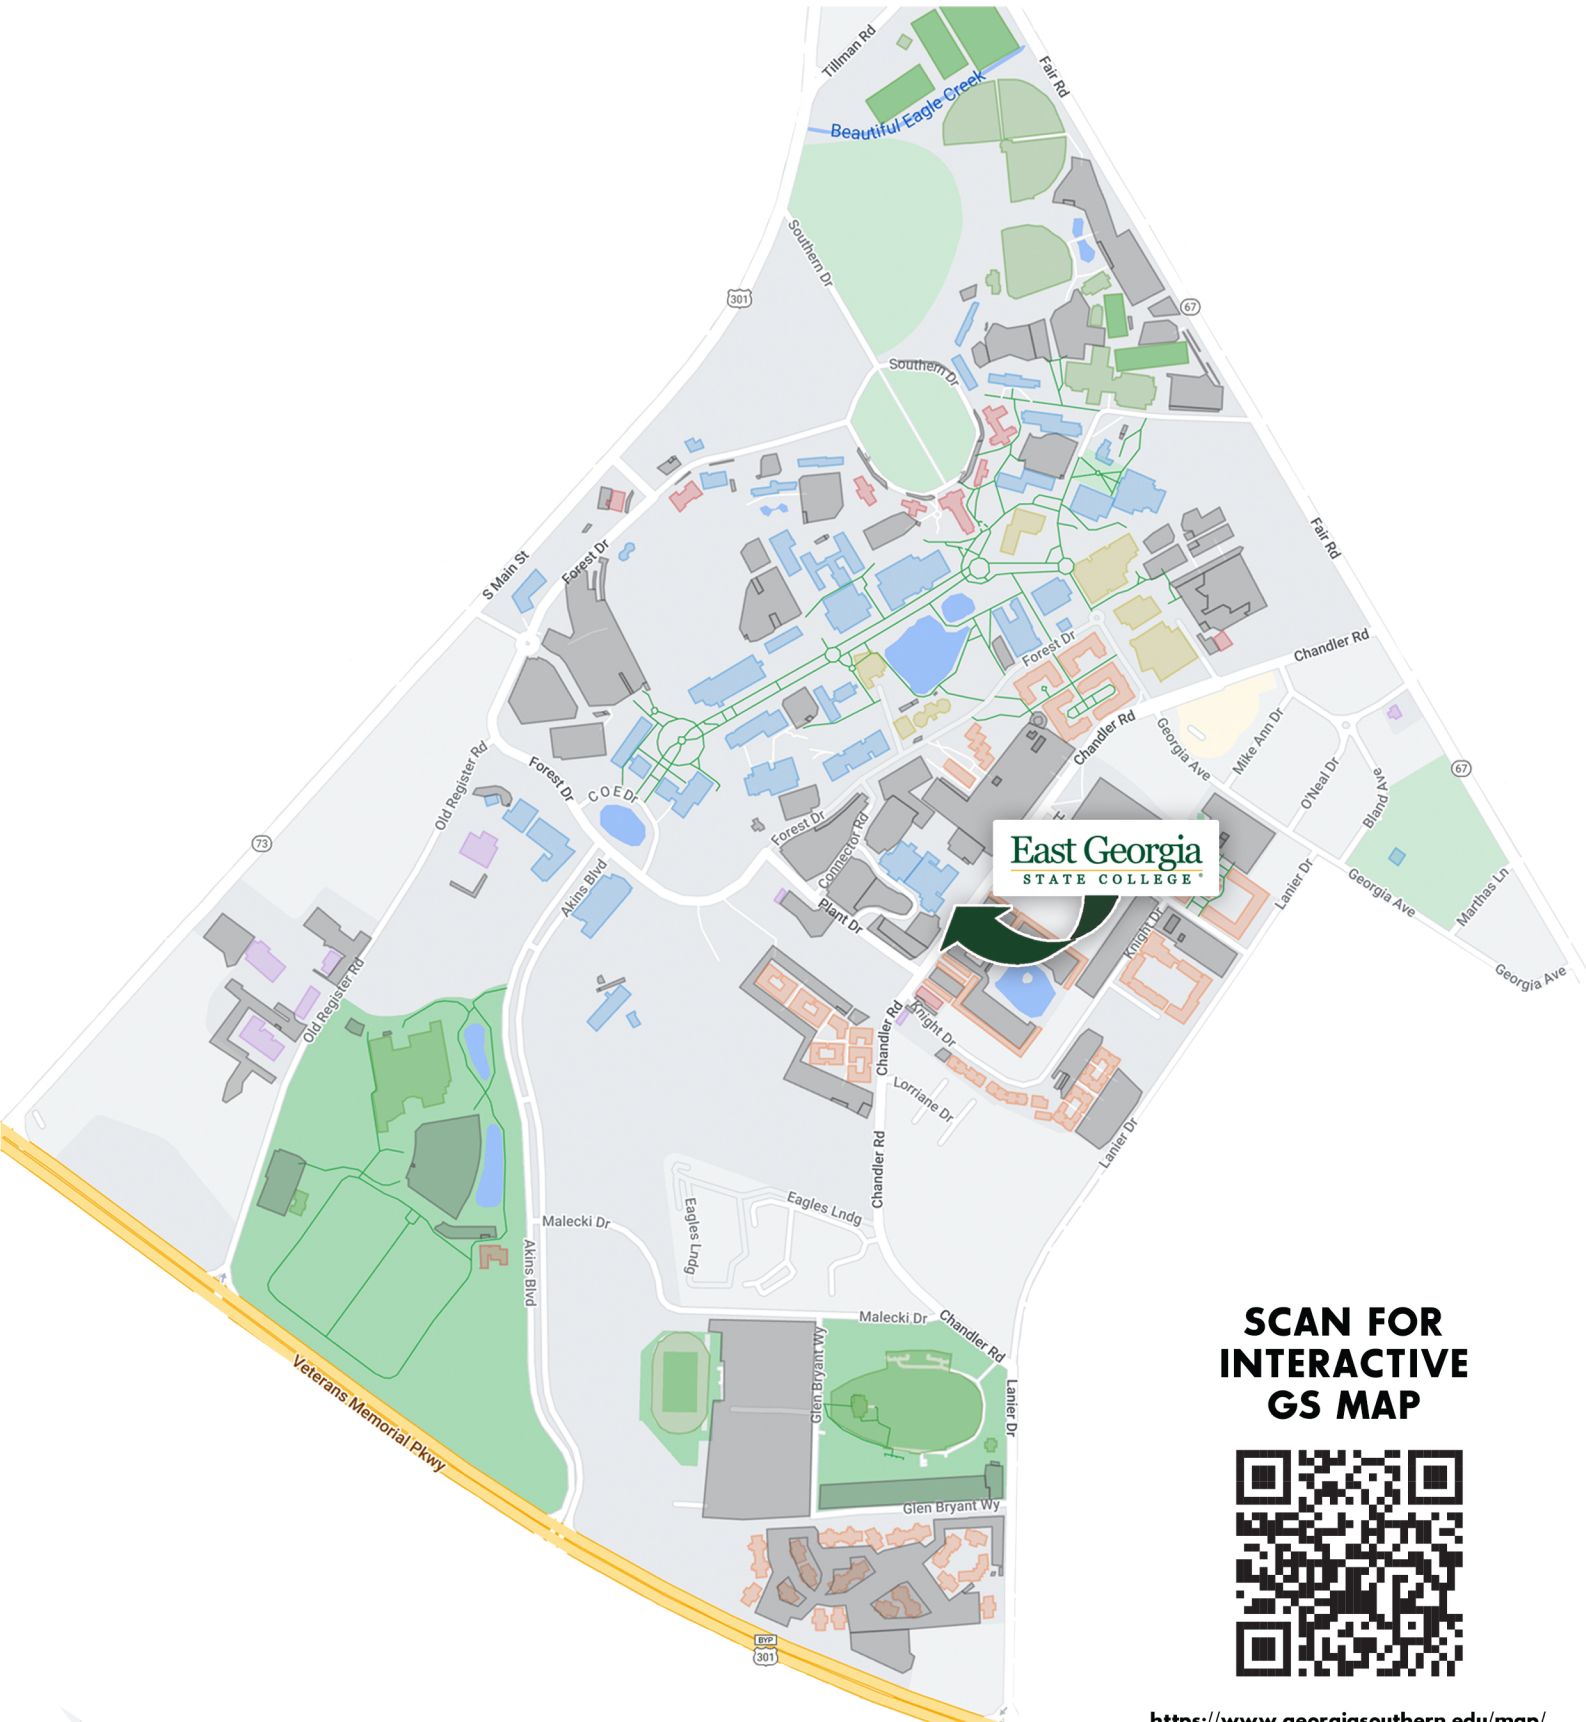 Tillman Rd
Fair Rd
Beautiful Eagle Creek
Southern Dr
301
67
Southern Dr
S Main St
Forest Dr
Fair Rd
Chandler Rd
Forest Dr
Georgia Ave
Mike Ann Dr
Chandler Rd
Old Register Rd
Forest Dr
C O E Dr
O'Neal Dr
Bland Ave
67
73
Forest Dr
Connector Rd
H
East Georgia
STATE COLLEGE
Akins Blvd
Plant Dr
Lanier Dr
Georgia Ave
Marthas Ln
Knight Dr
Georgia Ave
Old Register Rd
Chandler Rd
Knight Dr
Lorriane Dr
Lanier Dr
Chandler Rd
Eagles Lndg
Eagles Lndg
Malecki Dr
Akins Blvd
Malecki Dr
Chandler Rd
Glen Bryant Wy
Lanier Dr
Veterans Memorial Pkwy
Glen Bryant Wy
BYP
301
SCAN FOR
INTERACTIVE
GS MAP
https://www.georgiasouthern.edu/map/